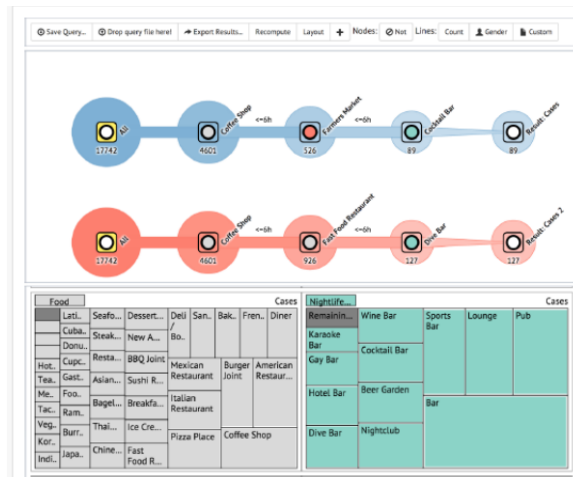 Save Query... Drop query file here! Export Results... Recompute Layout + Nodes: Not Lines: Count Gender Custom
All Coffee Shop <=6h Farmers Market <=6h Cocktail Bar Result: Cases
17742 4601 526 89 89
All Coffee Shop <=6h Fast Food Restaurant <=6h Dive Bar Result: Cases 2
17742 4601 926 127 127
Food Cases
Lati..
Cuba..
Donu..
Hot..
Cupc..
Tea..
Gast..
Me..
Foo..
Tac..
Ram..
Veg..
Burr..
Kor..
Indi..
Japa..
Seafo...
Steak...
Resta...
Asian...
Bagel...
Thai...
Chine...
Dessert...
New A...
BBQ Joint
Sushi R...
Breakfa...
Ice Cre...
Fast
Food R...
Deli
/
Bo..
San..
Bak..
Fren..
Diner
Mexican
Restaurant
Italian
Restaurant
Pizza Place
Burger
Joint
American
Restaur...
Coffee Shop
Nightlife... Cases
Remainin...
Karaoke
Bar
Gay Bar
Hotel Bar
Dive Bar
Wine Bar
Cocktail Bar
Beer Garden
Nightclub
Sports
Bar
Lounge
Pub
Bar